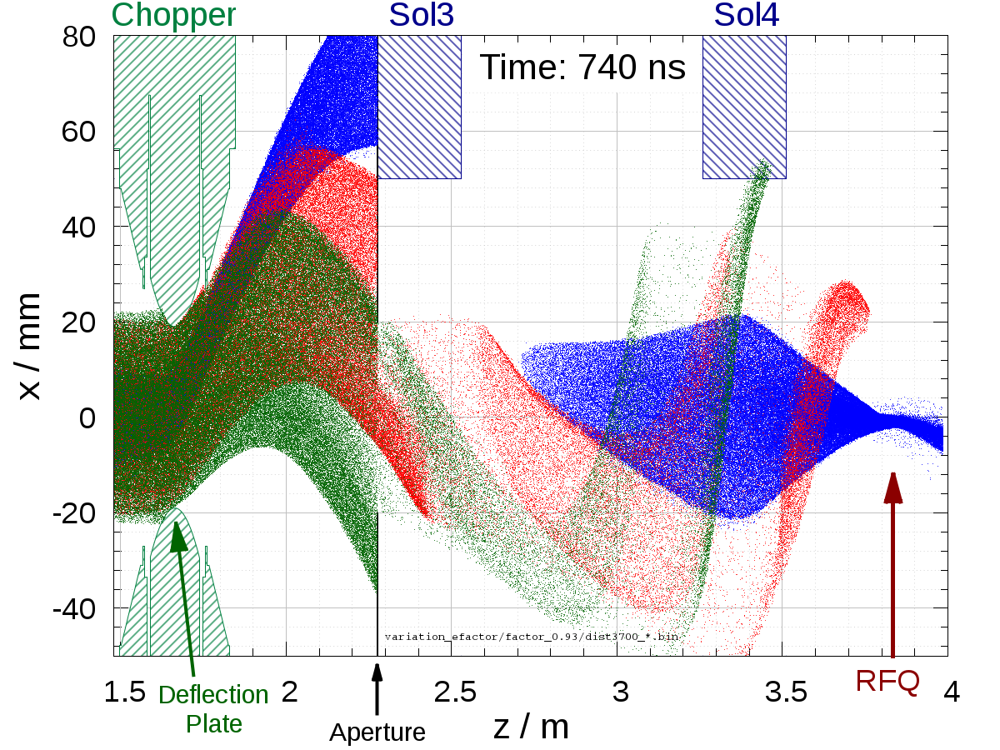 Chopper Sol3 Sol4
80
60
40
20
0
-20
-40
x / mm
Time: 740 ns
variation_efactor/factor_0.93/dist3700_*.bin
1.5 2 2.5 3 3.5 4
Deflection
Plate
Aperture
z / m
RFQ